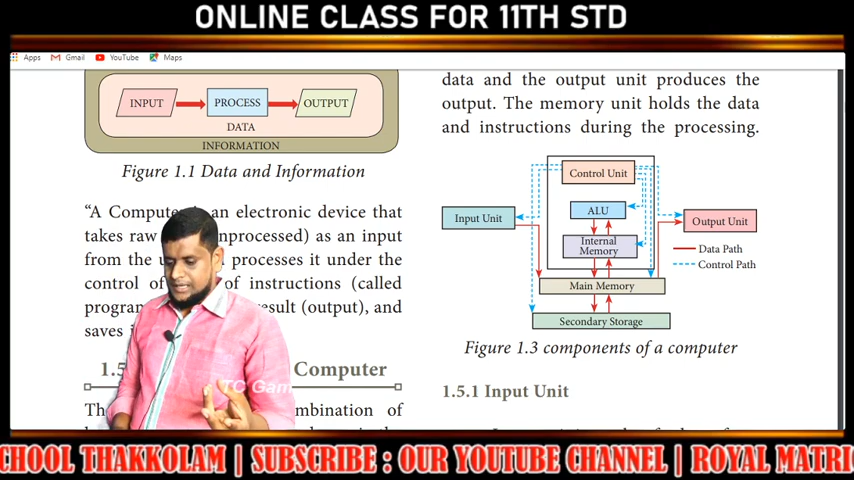 ONLINE CLASS FOR 11TH STD
Apps Gmail YouTube Maps
INPUT PROCESS OUTPUT
DATA
INFORMATION
Figure 1.1 Data and Information
"A Compute an electronic device that
takes raw nprocessed) as an input
from the u processes it under the
control of of instructions (called
progra result (output), and
saves i
1.5 Computer
Th mbination of
data and the output unit produces the
output. The memory unit holds the data
and instructions during the processing.
Control Unit
ALU
Input Unit
Output Unit
Internal
Memory
Data Path
Control Path
Main Memory
Secondary Storage
Figure 1.3 components of a computer
1.5.1 Input Unit
TC Gam
CHOOL THAKKOLAM | SUBSCRIBE : OUR YOUTUBE CHANNEL | ROYAL MATRI